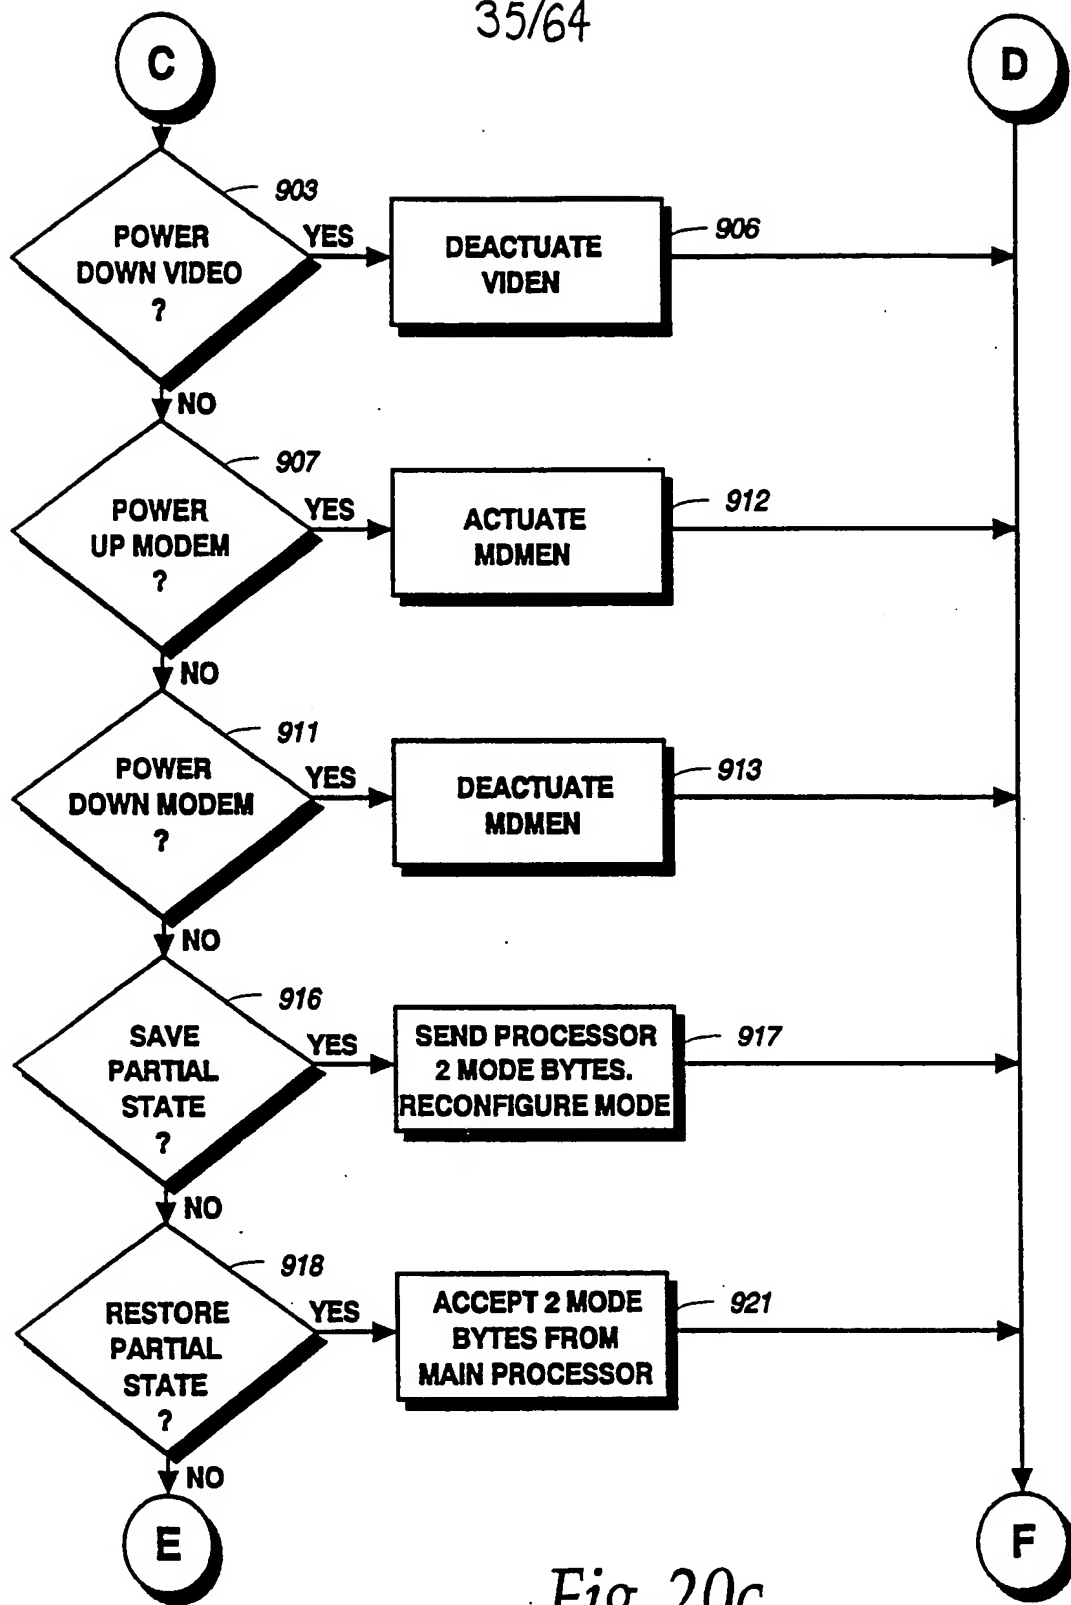 35/64
C
D
903
POWER
DOWN VIDEO
?
YES
DEACTUATE
VIDEN
906
NO
907
POWER
UP MODEM
?
YES
ACTUATE
MDMEN
912
NO
911
POWER
DOWN MODEM
?
YES
DEACTUATE
MDMEN
913
NO
916
SAVE
PARTIAL
STATE
?
YES
SEND PROCESSOR
2 MODE BYTES.
RECONFIGURE MODE
917
NO
918
RESTORE
PARTIAL
STATE
?
YES
ACCEPT 2 MODE
BYTES FROM
MAIN PROCESSOR
921
NO
E
F
Fig. 20c